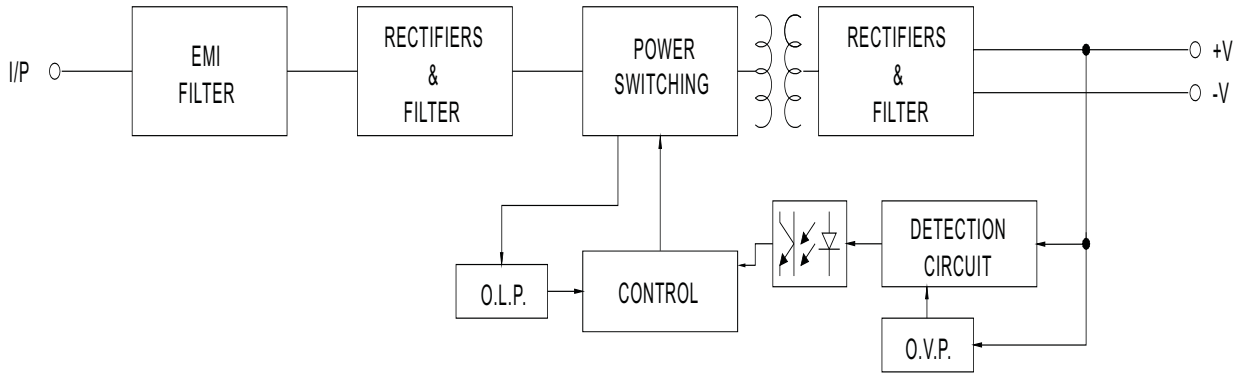 I/P
EMI
FILTER
RECTIFIERS
&
FILTER
POWER
SWITCHING
RECTIFIERS
&
FILTER
+V
-V
O.L.P.
CONTROL
DETECTION
CIRCUIT
O.V.P.